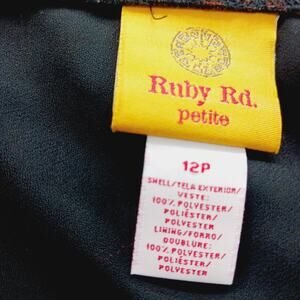 Ruby Rd.
petite
12P
SHELL/TELA EXTERIOR/
VESTE:
100% POLYESTER/
POLIÉSTER/
POLYESTER
LINING/FORRO/
DOUBLURE:
100% POLYESTER/
POLIÉSTER/
POLYESTER